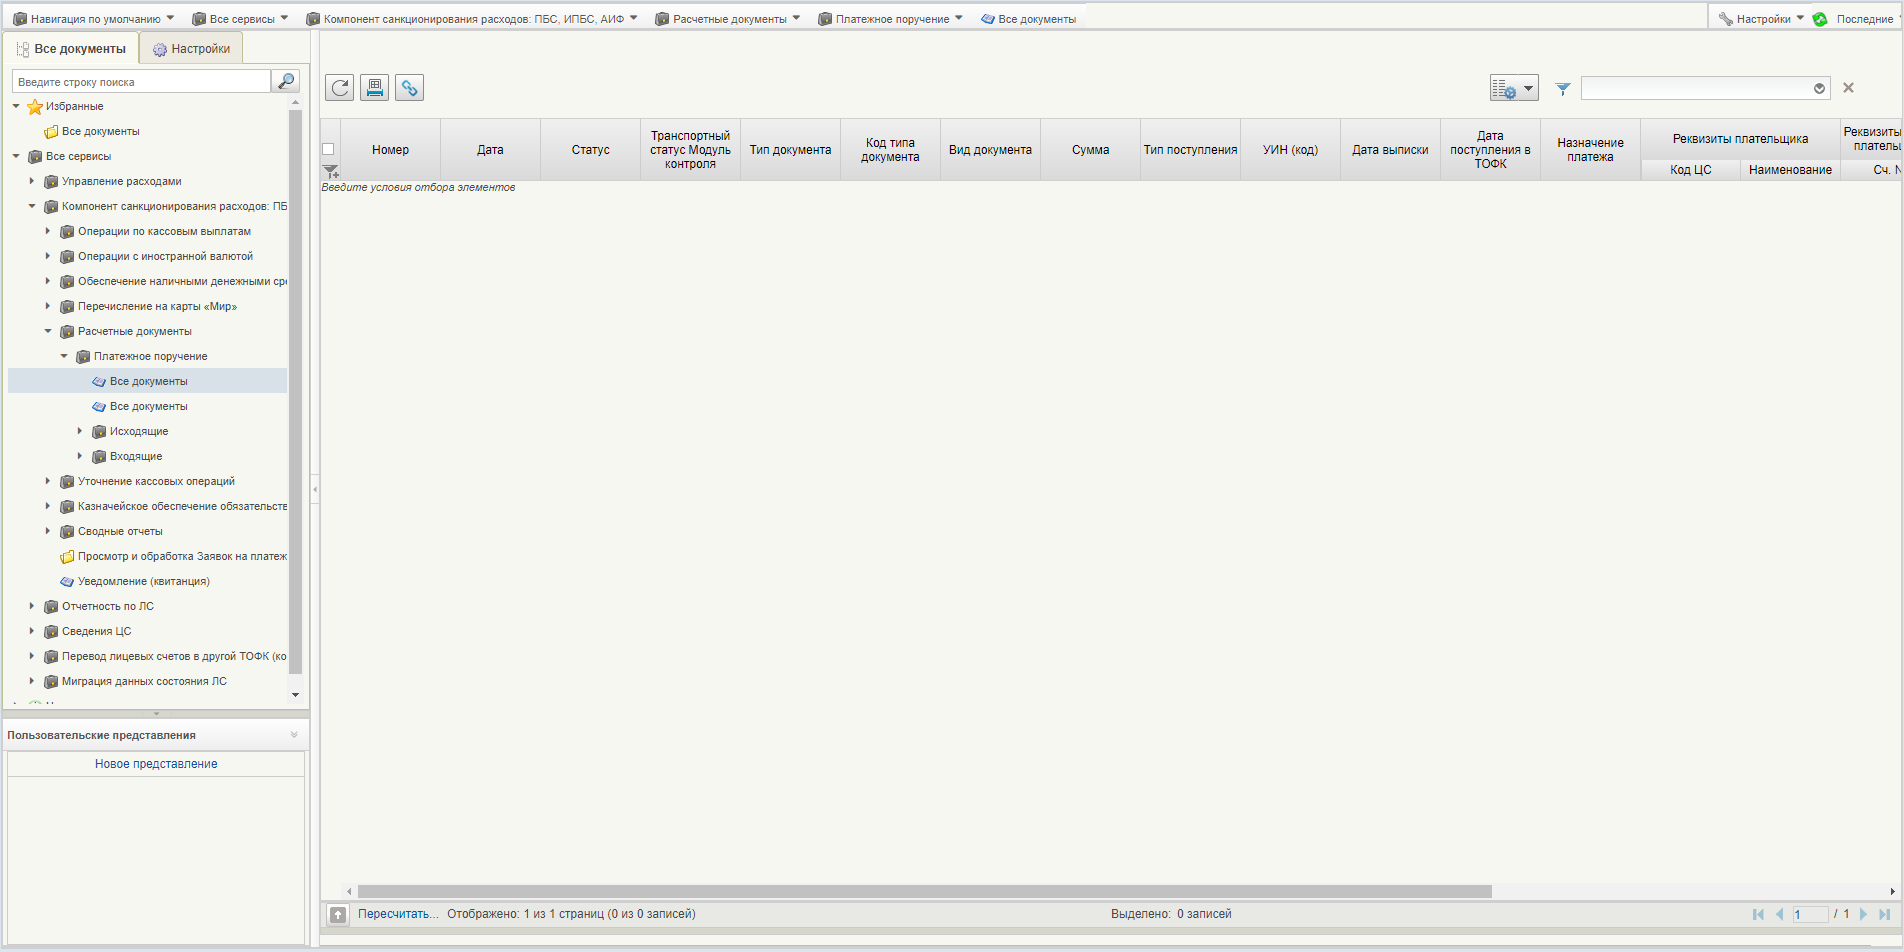 Навигация по умолчанию Все сервисы Компонент санкционирования расходов: ПБС, ИПБС, АИФ Расчетные документы Платежное поручение Все документы Настройки Последние
Все документы Настройки
Введите строку поиска
Избранные
Все документы
Все сервисы
Управление расходами
Компонент санкционирования расходов: ПБ
Операции по кассовым выплатам
Операции с иностранной валютой
Обеспечение наличными денежными сре
Перечисление на карты «Мир»
Расчетные документы
Платежное поручение
Все документы
Все документы
Исходящие
Входящие
Уточнение кассовых операций
Казначейское обеспечение обязательств
Сводные отчеты
Просмотр и обработка Заявок на платеж
Уведомление (квитанция)
Отчетность по ЛС
Сведения ЦС
Перевод лицевых счетов в другой ТОФК (ко
Миграция данных состояния ЛС
Пользовательские представления
Новое представление
Номер
Дата
Статус
Транспортный
статус Модуль
контроля
Тип документа
Код типа
документа
Вид документа
Сумма
Тип поступления
УИН (код)
Дата выписки
Дата
поступления в
ТОФК
Назначение
платежа
Реквизиты плательщика
Код ЦС
Наименование
Реквизиты
плательщ
Сч. N
Введите условия отбора элементов
Пересчитать... Отображено: 1 из 1 страниц (0 из 0 записей) Выделено: 0 записей 1 / 1